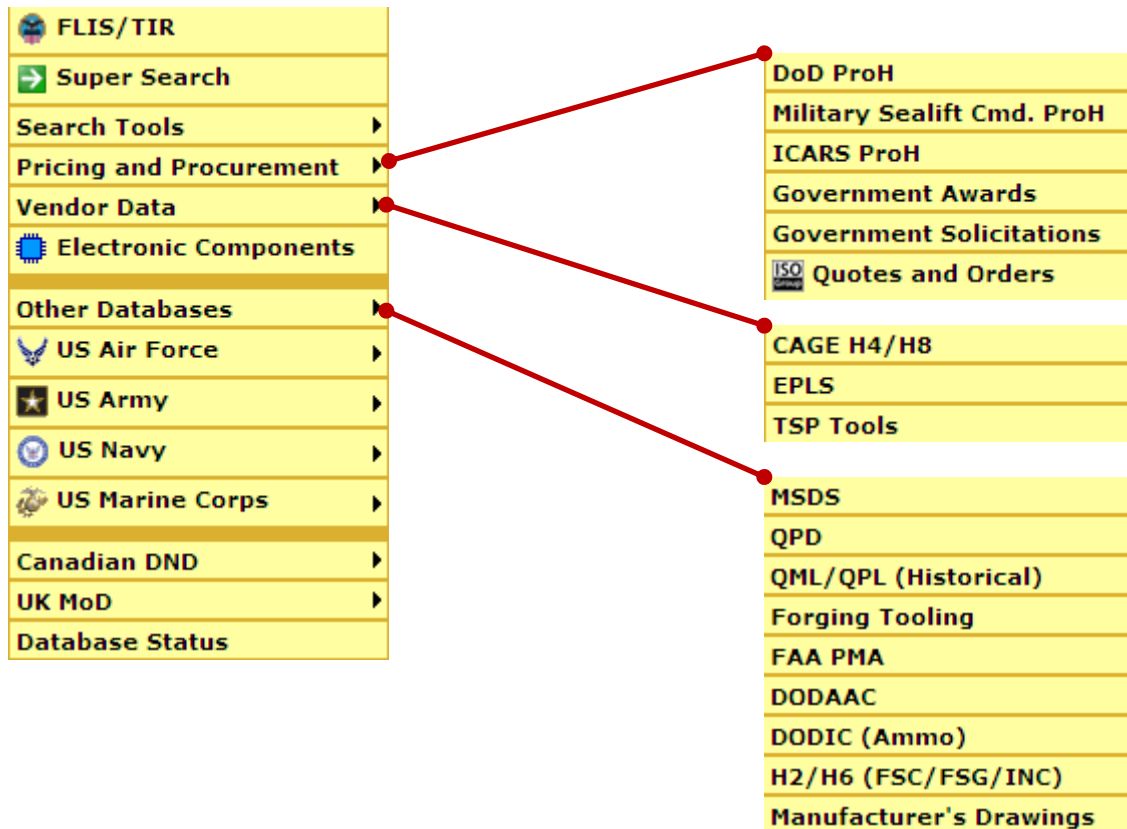 FLIS/TIR
Super Search
Search Tools
Pricing and Procurement
Vendor Data
Electronic Components
Other Databases
US Air Force
US Army
US Navy
US Marine Corps
Canadian DND
UK MoD
Database Status
DoD ProH
Military Sealift Cmd. ProH
ICARS ProH
Government Awards
Government Solicitations
ISO Group Quotes and Orders
CAGE H4/H8
EPLS
TSP Tools
MSDS
QPD
QML/QPL (Historical)
Forging Tooling
FAA PMA
DODAAC
DODIC (Ammo)
H2/H6 (FSC/FSG/INC)
Manufacturer's Drawings